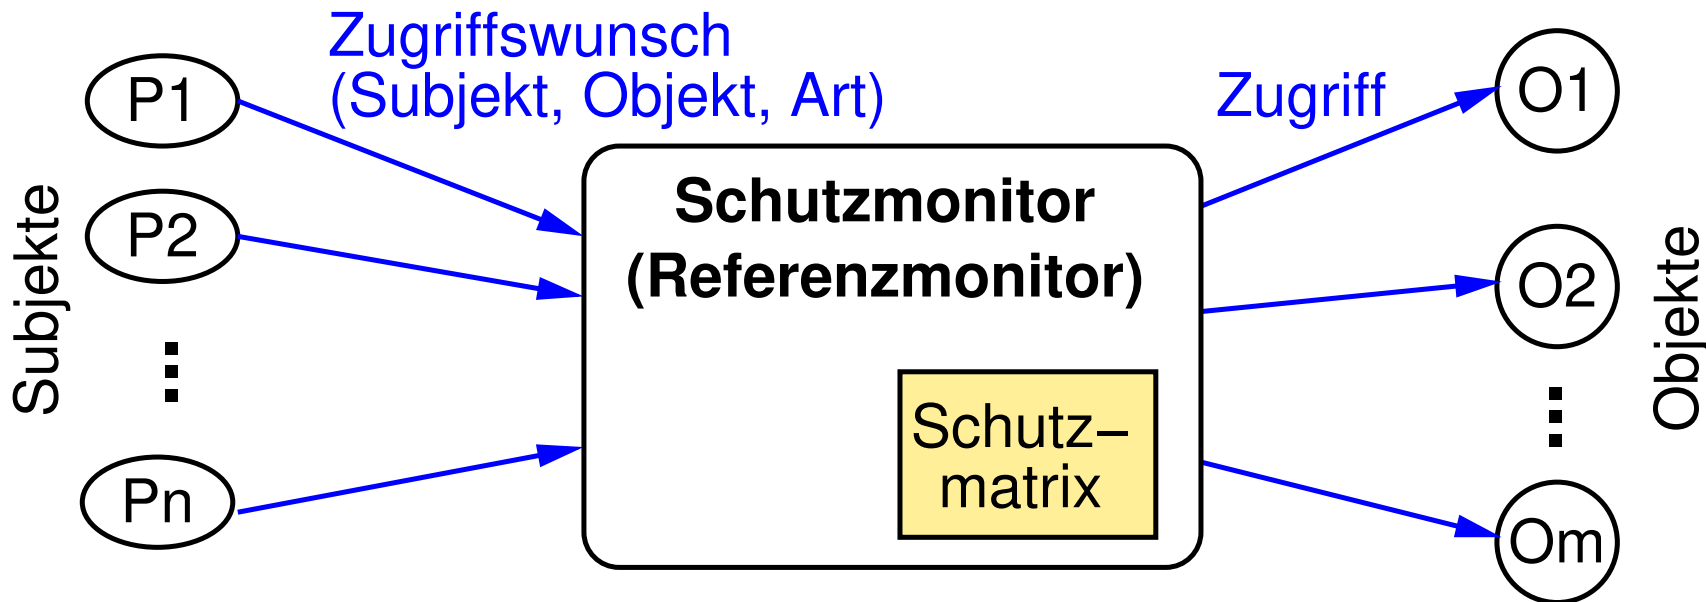 Zugriffswunsch
(Subjekt, Objekt, Art)
Zugriff
Subjekte
P1
P2
Pn
Schutzmonitor
(Referenzmonitor)
Schutz–
matrix
O1
O2
Om
Objekte